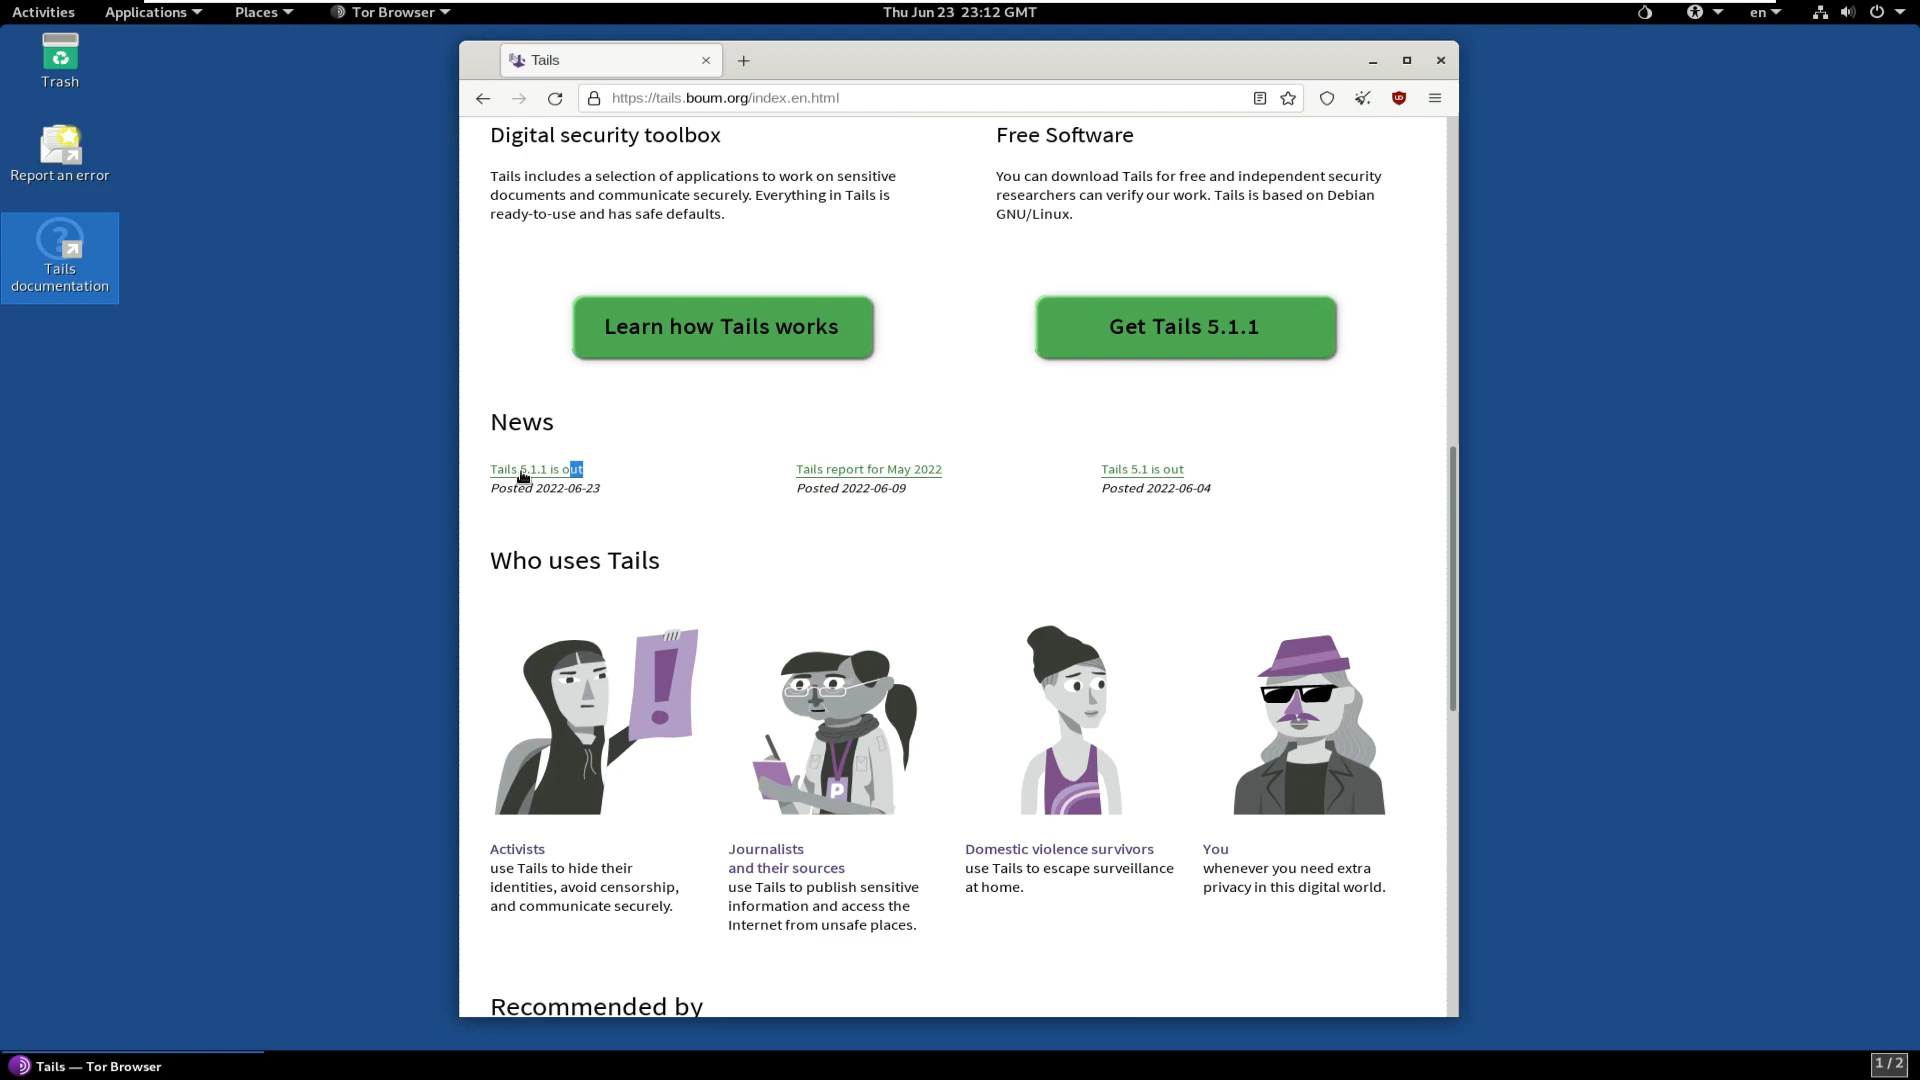 Activities Applications Places Tor Browser Thu Jun 23 23:12 GMT en
Trash
Report an error
Tails
documentation
Tails
https://tails.boum.org/index.en.html
Digital security toolbox
Tails includes a selection of applications to work on sensitive
documents and communicate securely. Everything in Tails is
ready-to-use and has safe defaults.
Free Software
You can download Tails for free and independent security
researchers can verify our work. Tails is based on Debian
GNU/Linux.
Learn how Tails works
Get Tails 5.1.1
News
Tails 5.1.1 is out
Posted 2022-06-23
Tails report for May 2022
Posted 2022-06-09
Tails 5.1 is out
Posted 2022-06-04
Who uses Tails
!
P
Activists
use Tails to hide their
identities, avoid censorship,
and communicate securely.
Journalists
and their sources
use Tails to publish sensitive
information and access the
Internet from unsafe places.
Domestic violence survivors
use Tails to escape surveillance
at home.
You
whenever you need extra
privacy in this digital world.
Recommended by
Tails — Tor Browser
1 / 2